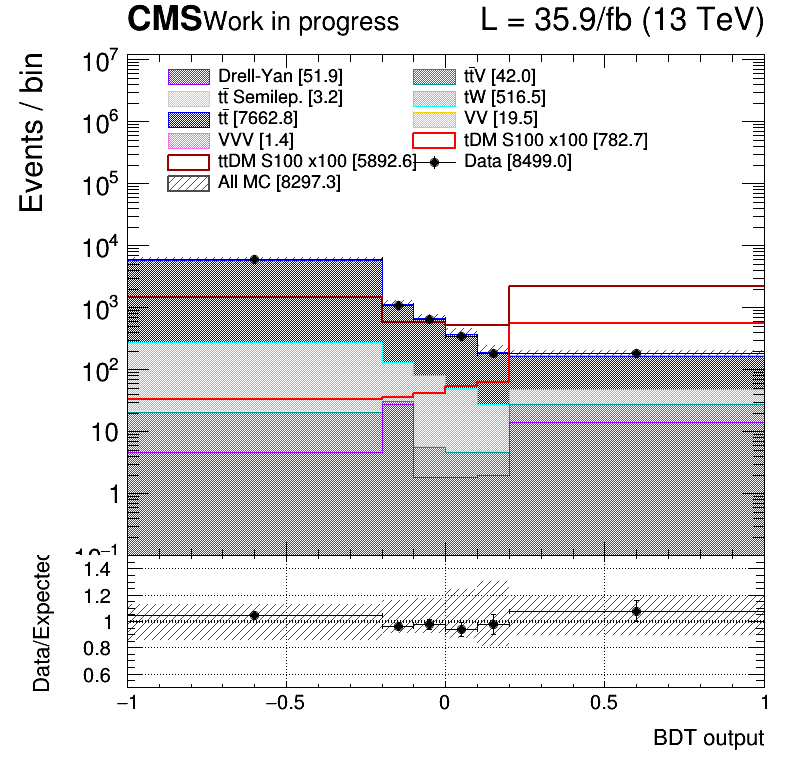 CMS Work in progress L = 35.9/fb (13 TeV)
Events / bin
Drell-Yan [51.9] tt̄V [42.0]
tt̄ Semilep. [3.2] tW [516.5]
tt̄ [7662.8] VV [19.5]
VVV [1.4] tDM S100 x100 [782.7]
ttDM S100 x100 [5892.6] Data [8499.0]
All MC [8297.3]
10⁷
10⁶
10⁵
10⁴
10³
10²
10
1
10⁻¹
Data/Expected
1.4
1.2
1
0.8
0.6
−1 −0.5 0 0.5 1
BDT output